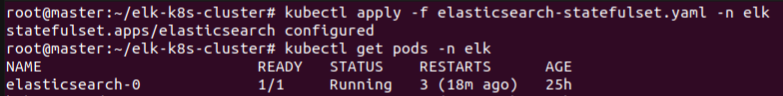 root@master:~/elk-k8s-cluster# kubectl apply -f elasticsearch-statefulset.yaml -n elk
statefulset.apps/elasticsearch configured
root@master:~/elk-k8s-cluster# kubectl get pods -n elk
NAME READY STATUS RESTARTS AGE
elasticsearch-0 1/1 Running 3 (18m ago) 25h